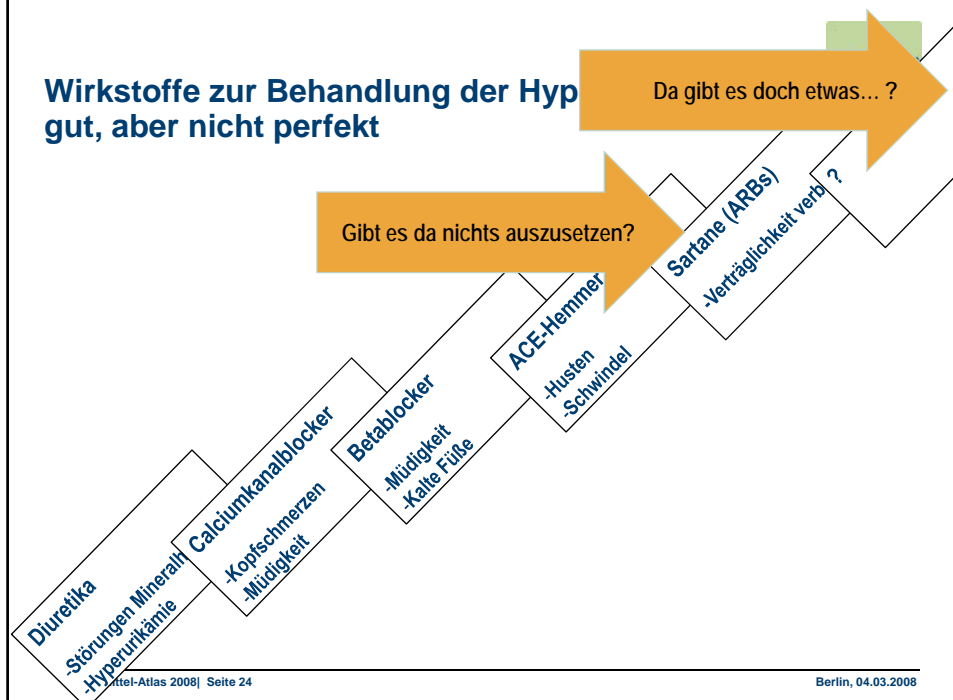 Wirkstoffe zur Behandlung der Hyp
gut, aber nicht perfekt
Da gibt es doch etwas... ?
Gibt es da nichts auszusetzen?
?
Sartane (ARBs)
-Verträglichkeit verb
ACE-Hemmer
-Husten
-Schwindel
Betablocker
-Müdigkeit
-Kalte Füße
Calciumkanalblocker
-Kopfschmerzen
-Müdigkeit
Diuretika
-Störungen Mineralh
-Hyperurikämie
ttel-Atlas 2008| Seite 24
Berlin, 04.03.2008